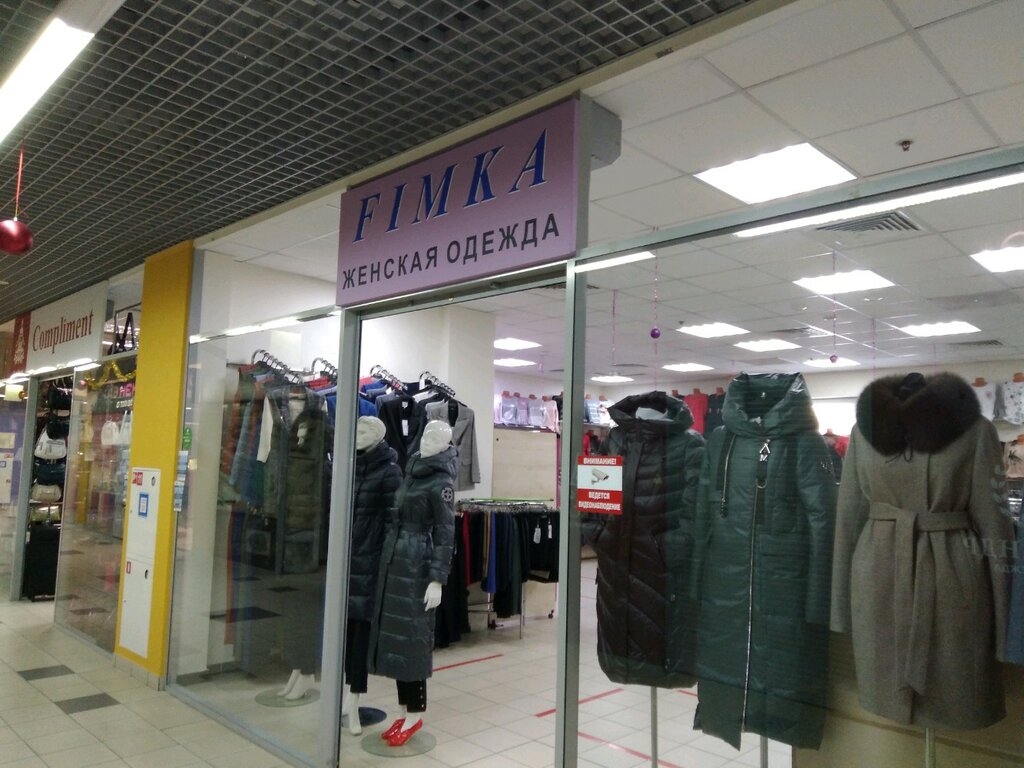 FIMKA
ЖЕНСКАЯ ОДЕЖДА
Compliment
ВНИМАНИЕ!
ВЕДЕТСЯ
ВИДЕОНАБЛЮДЕНИЕ